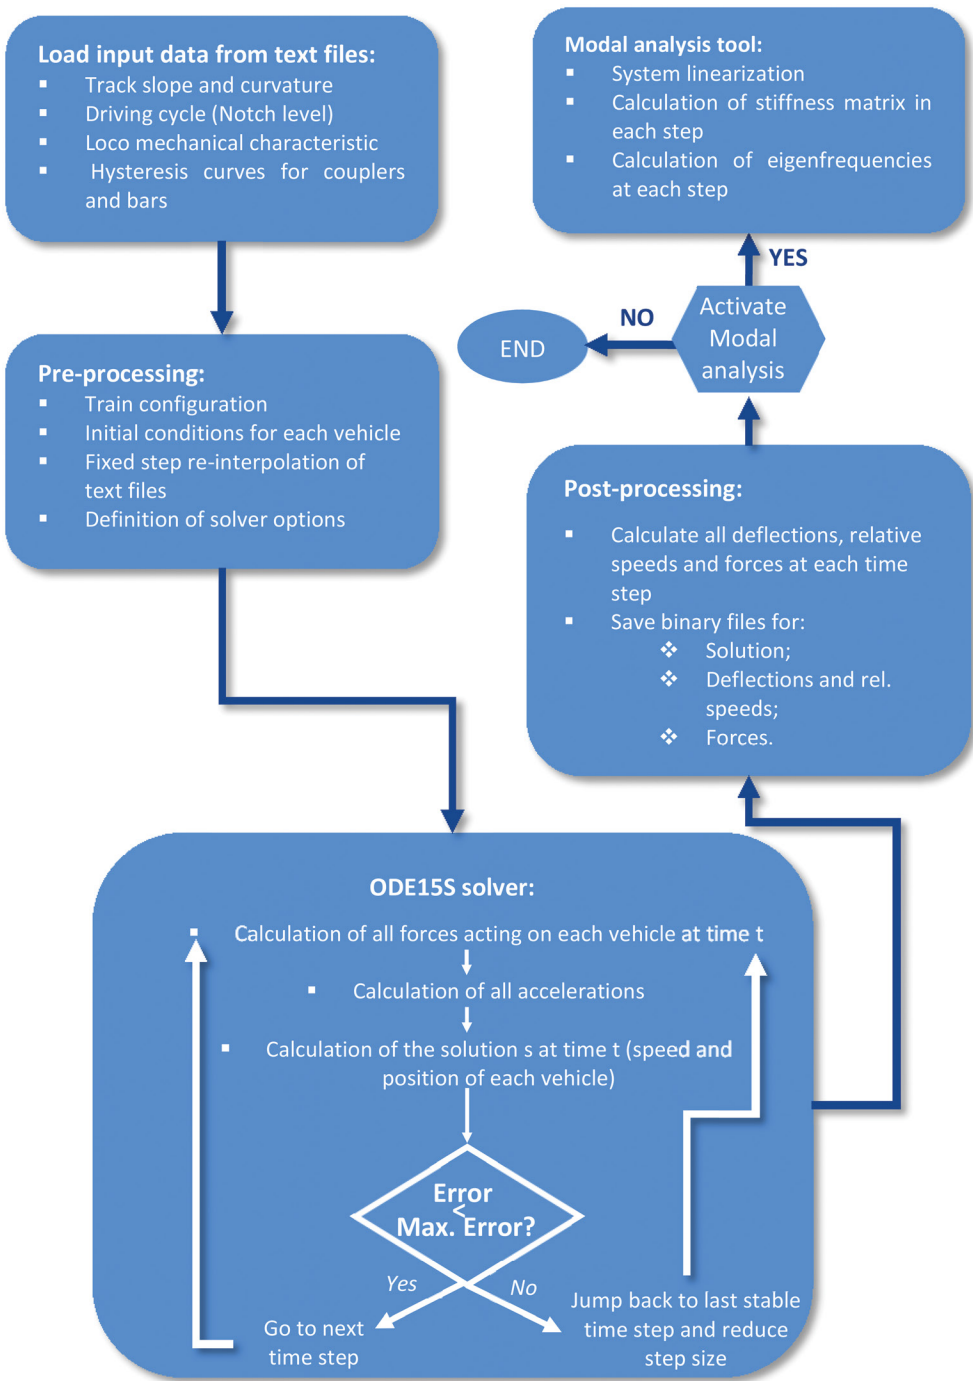 Load input data from text files:
▪ Track slope and curvature
▪ Driving cycle (Notch level)
▪ Loco mechanical characteristic
▪ Hysteresis curves for couplers
and bars
Pre-processing:
▪ Train configuration
▪ Initial conditions for each vehicle
▪ Fixed step re-interpolation of
text files
▪ Definition of solver options
ODE15S solver:
▪ Calculation of all forces acting on each vehicle at time t
▪ Calculation of all accelerations
▪ Calculation of the solution s at time t (speed and
position of each vehicle)
Error
<
Max. Error?
Yes
No
Go to next
time step
Jump back to last stable
time step and reduce
step size
Post-processing:
▪ Calculate all deflections, relative
speeds and forces at each time
step
▪ Save binary files for:
❖ Solution;
❖ Deflections and rel.
speeds;
❖ Forces.
Activate
Modal
analysis
NO
END
YES
Modal analysis tool:
▪ System linearization
▪ Calculation of stiffness matrix in
each step
▪ Calculation of eigenfrequencies
at each step